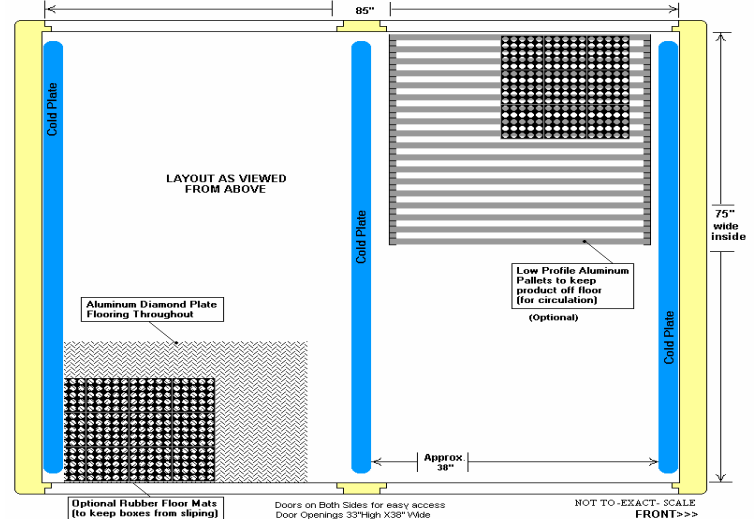 85"
Cold Plate
LAYOUT AS VIEWED
FROM ABOVE
Cold Plate
75"
wide
inside
Low Profile Aluminum
Pallets to keep
product off floor
(for circulation)
(Optional)
Aluminum Diamond Plate
Flooring Throughout
Cold Plate
Approx.
38"
Optional Rubber Floor Mats
(to keep boxes from sliping)
Doors on Both Sides for easy access
Door Openings 33"High X38" Wide
NOT TO-EXACT- SCALE
FRONT>>>